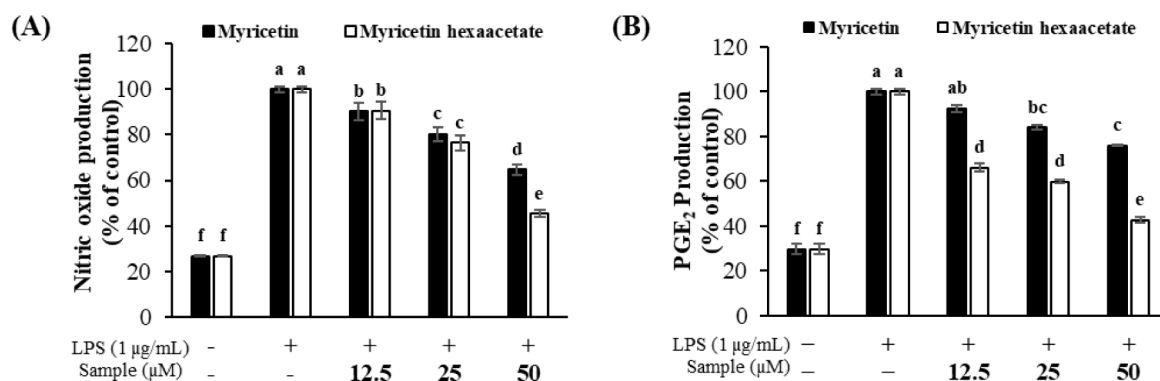 (A)
Myricetin Myricetin hexaacetate
Nitric oxide production
(% of control)
120
100
80
60
40
20
0
f f
a a
b b
c c
d
e
LPS (1 µg/mL) - + + + +
Sample (µM) - - 12.5 25 50
(B)
Myricetin Myricetin hexaacetate
PGE₂ Production
(% of control)
120
100
80
60
40
20
0
f f
a a
ab
d
bc
d
c
e
LPS (1 µg/mL) – + + + +
Sample (µM) – – 12.5 25 50